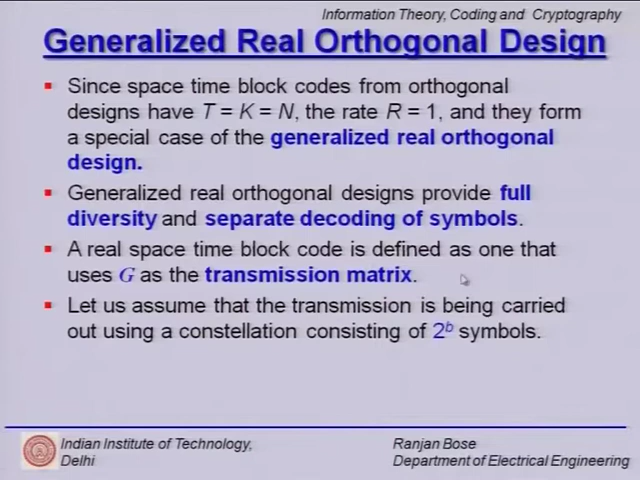 Information Theory, Coding and Cryptography
Generalized Real Orthogonal Design
Since space time block codes from orthogonal
designs have T = K = N, the rate R = 1, and they form
a special case of the generalized real orthogonal
design.
Generalized real orthogonal designs provide full
diversity and separate decoding of symbols.
A real space time block code is defined as one that
uses G as the transmission matrix.
Let us assume that the transmission is being carried
out using a constellation consisting of 2ᵇ symbols.
Indian Institute of Technology,
Delhi
Ranjan Bose
Department of Electrical Engineering